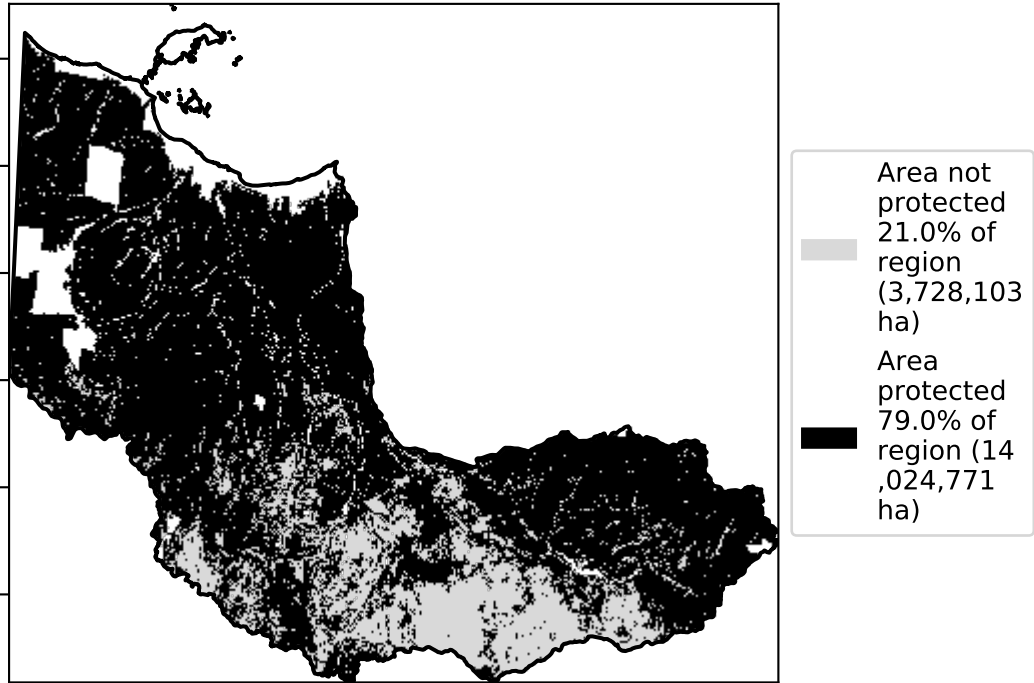 Area not
protected
21.0% of
region
(3,728,103
ha)
Area
protected
79.0% of
region (14
,024,771
ha)